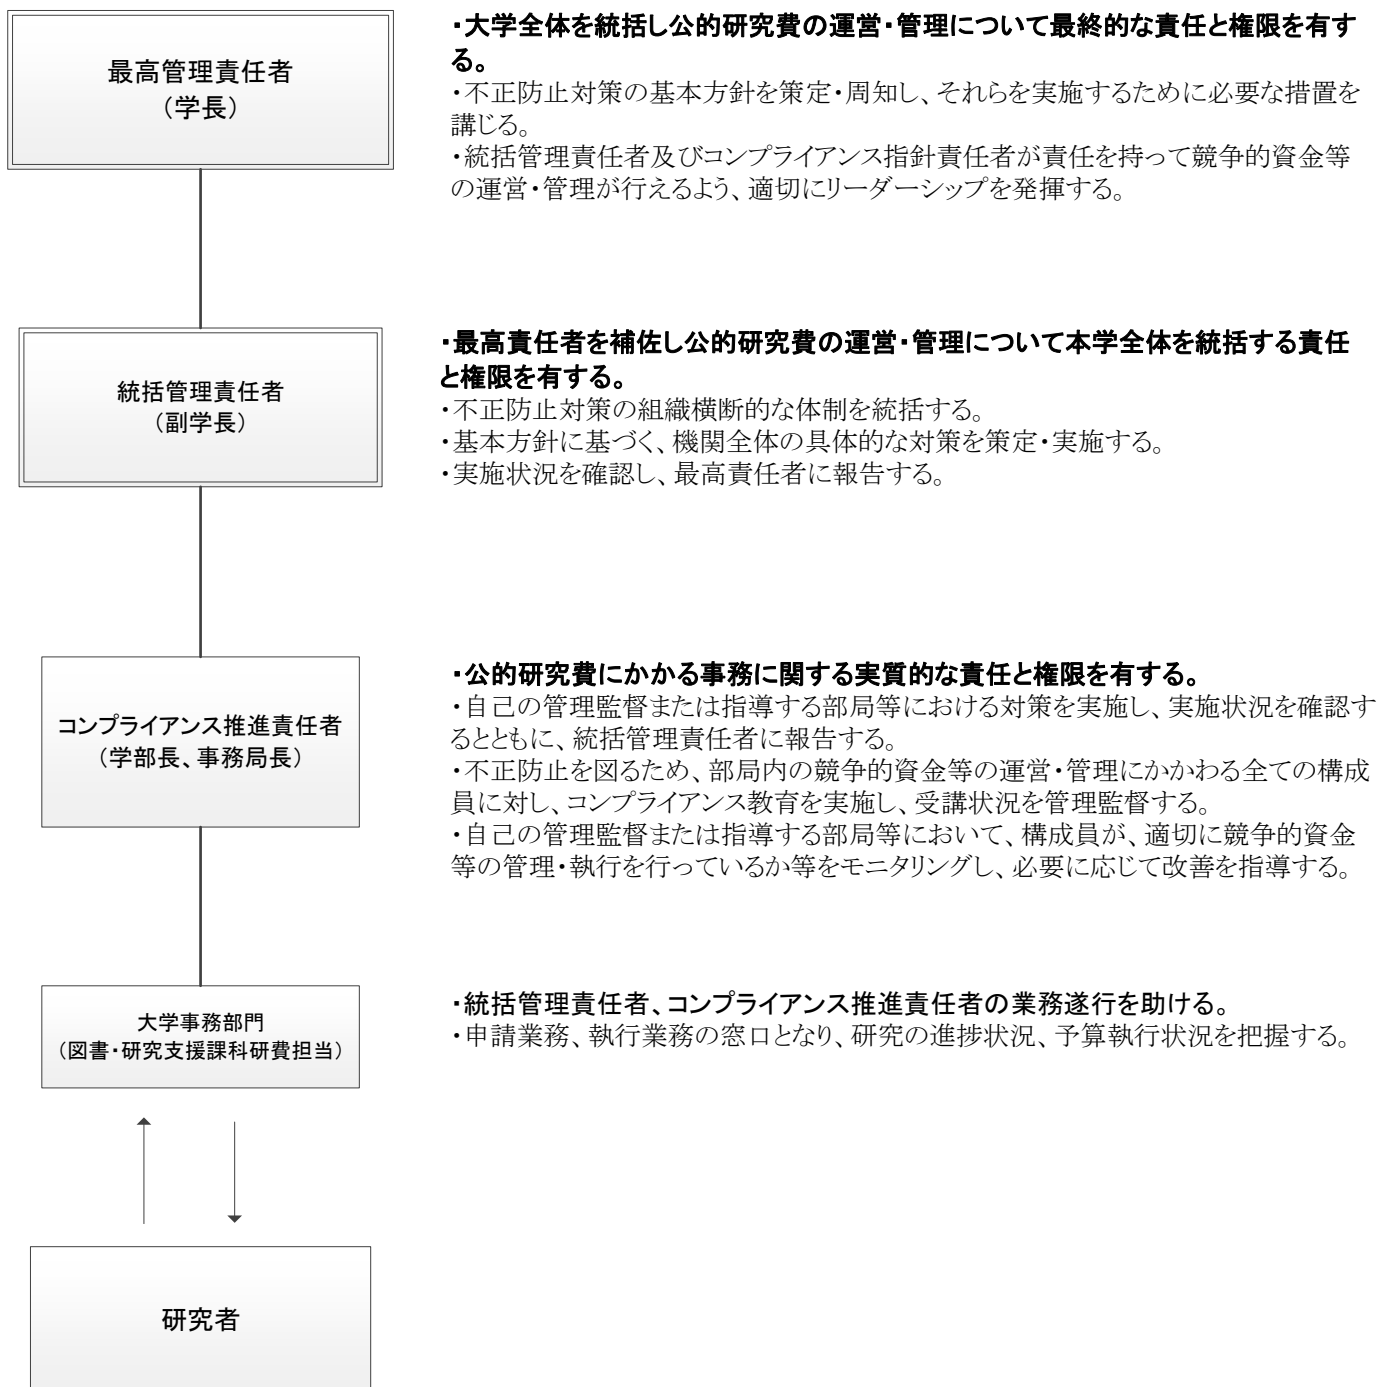 最高管理責任者
（学長）
・大学全体を統括し公的研究費の運営・管理について最終的な責任と権限を有す
る。
・不正防止対策の基本方針を策定・周知し、それらを実施するために必要な措置を
講じる。
・統括管理責任者及びコンプライアンス指針責任者が責任を持って競争的資金等
の運営・管理が行えるよう、適切にリーダーシップを発揮する。
統括管理責任者
（副学長）
・最高責任者を補佐し公的研究費の運営・管理について本学全体を統括する責任
と権限を有する。
・不正防止対策の組織横断的な体制を統括する。
・基本方針に基づく、機関全体の具体的な対策を策定・実施する。
・実施状況を確認し、最高責任者に報告する。
コンプライアンス推進責任者
（学部長、事務局長）
・公的研究費にかかる事務に関する実質的な責任と権限を有する。
・自己の管理監督または指導する部局等における対策を実施し、実施状況を確認す
るとともに、統括管理責任者に報告する。
・不正防止を図るため、部局内の競争的資金等の運営・管理にかかわる全ての構成
員に対し、コンプライアンス教育を実施し、受講状況を管理監督する。
・自己の管理監督または指導する部局等において、構成員が、適切に競争的資金
等の管理・執行を行っているか等をモニタリングし、必要に応じて改善を指導する。
大学事務部門
（図書・研究支援課科研費担当）
・統括管理責任者、コンプライアンス推進責任者の業務遂行を助ける。
・申請業務、執行業務の窓口となり、研究の進捗状況、予算執行状況を把握する。
研究者